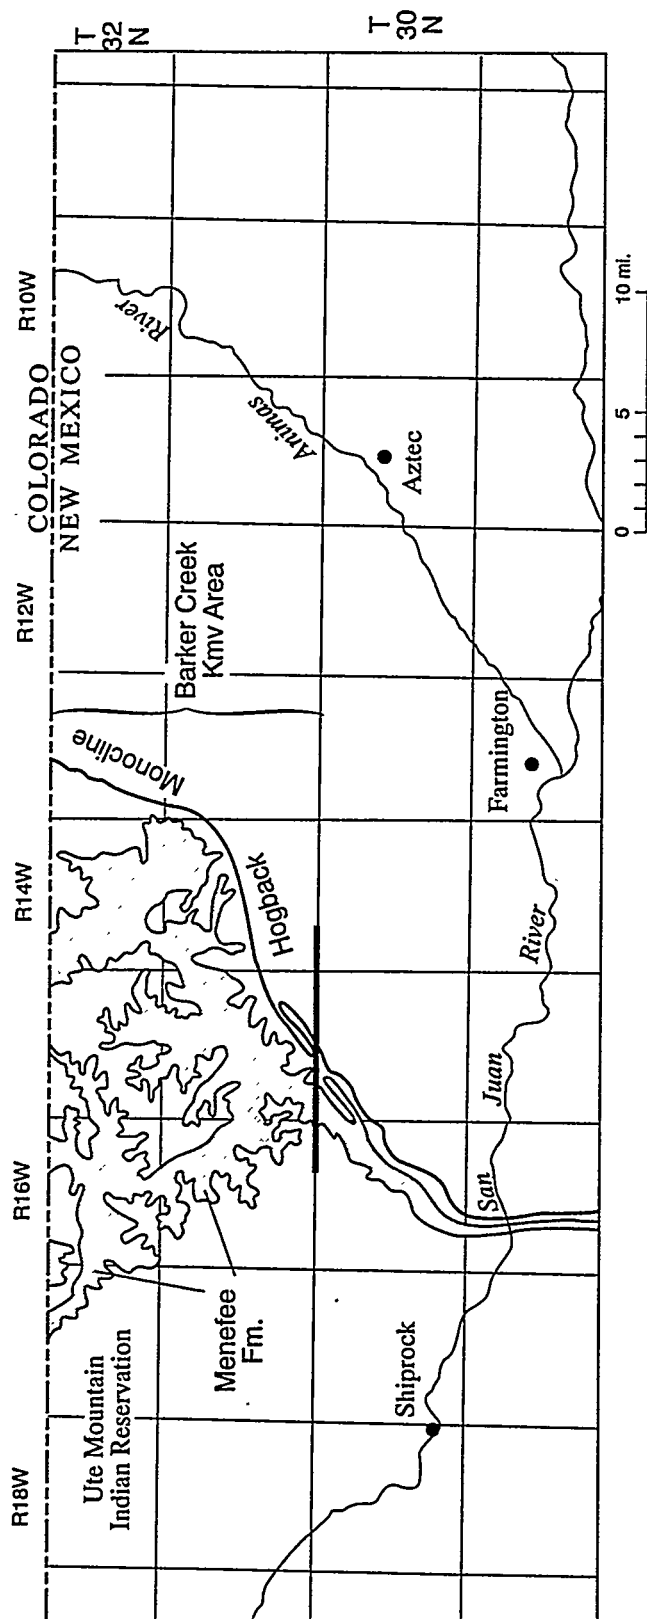 R18W
R16W
R14W
R12W
R10W
COLORADO
NEW MEXICO
T
32
N
T
30
N
Ute Mountain
Indian Reservation
Menefee
Fm.
Monocline
Hogback
Barker Creek
Kmv Area
River
Animas
Aztec
Shiprock
San
Juan
River
Farmington
0
5
10 mi.